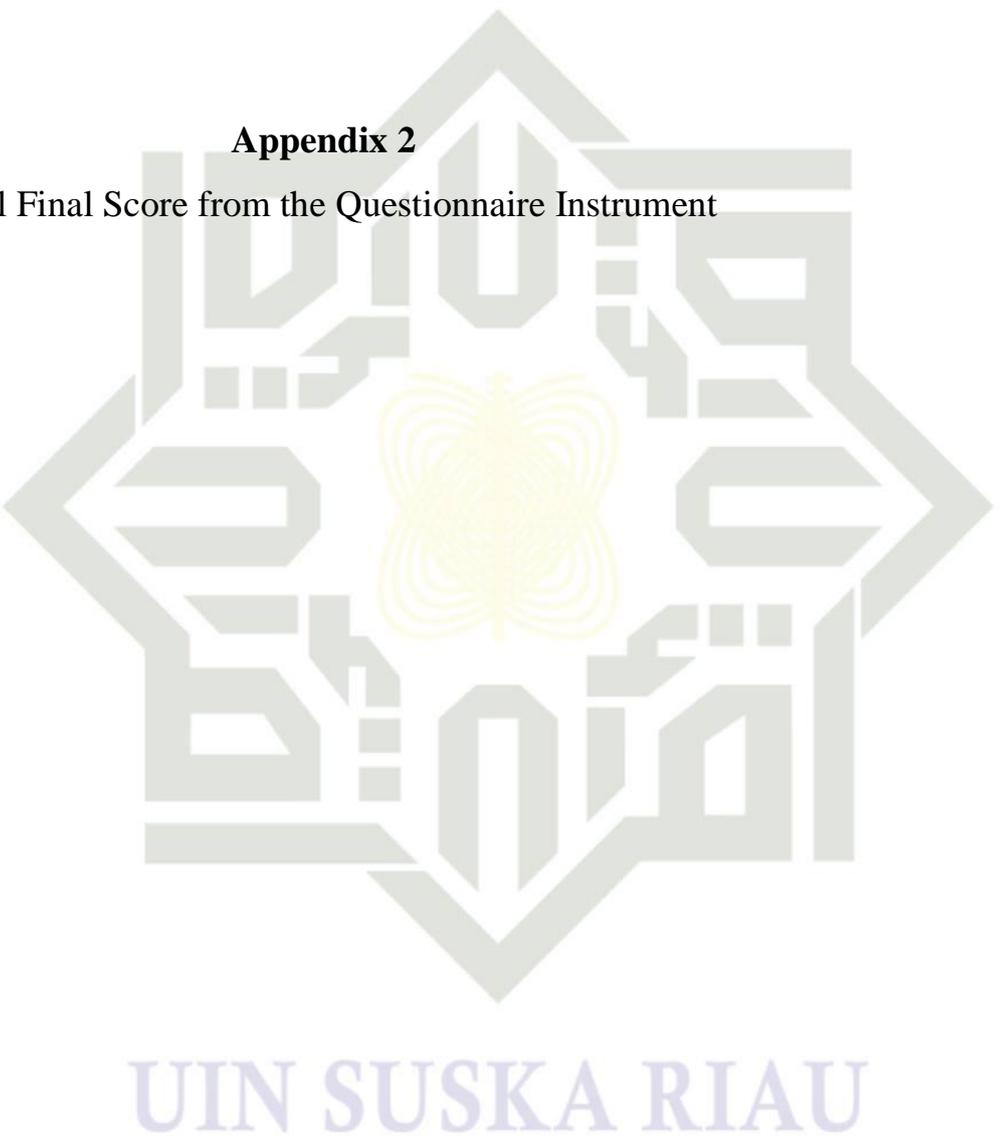 Appendix 2
l Final Score from the Questionnaire Instrument
UIN SUSKA RIAU